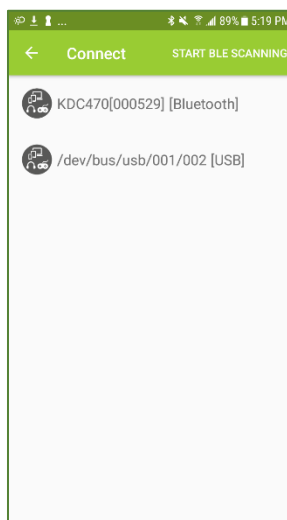 ... 89% 5:19 PM
Connect START BLE SCANNING
KDC470[000529] [Bluetooth]
/dev/bus/usb/001/002 [USB]